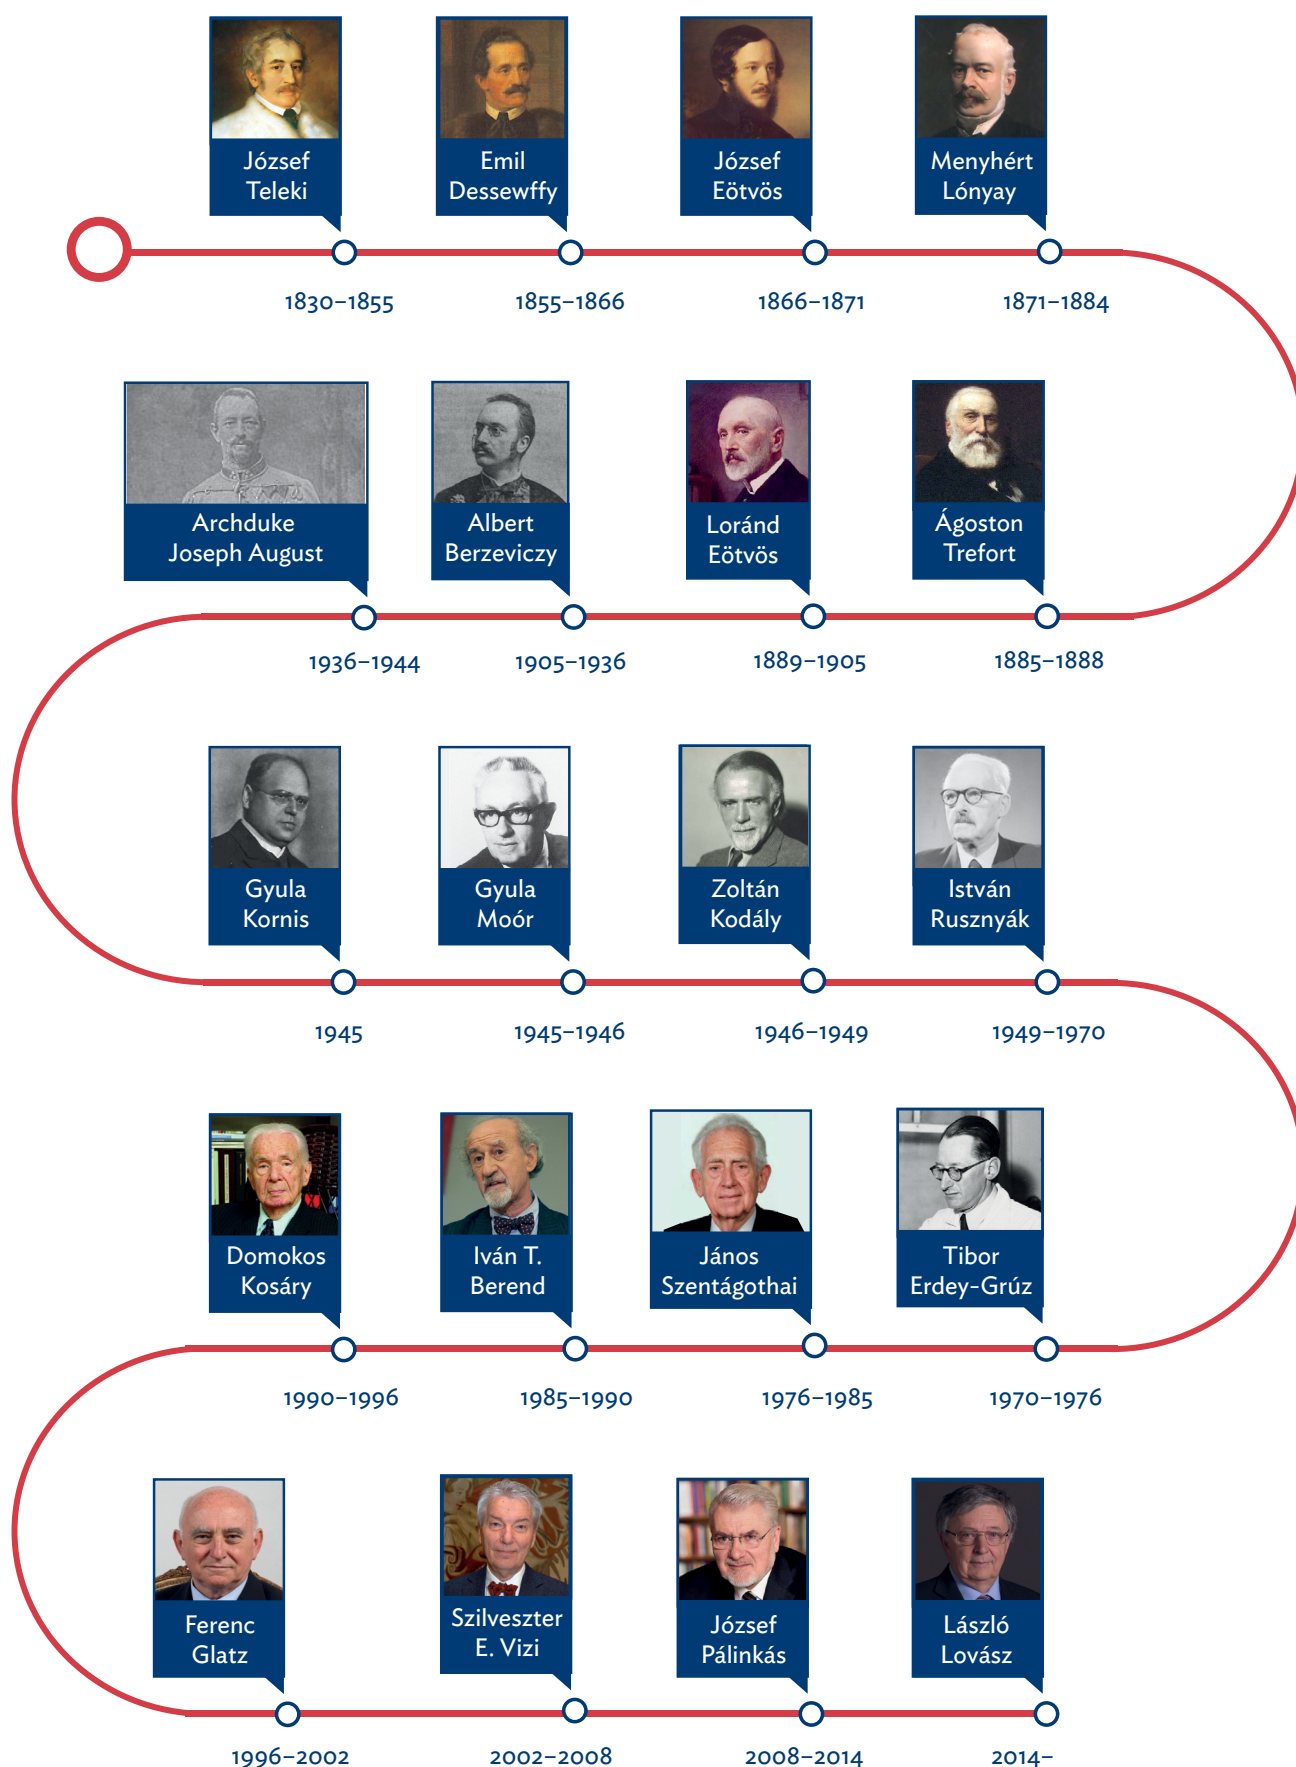 József
Teleki
Emil
Dessewffy
József
Eötvös
Menyhért
Lónyay
1830–1855
1855–1866
1866–1871
1871–1884
Archduke
Joseph August
Albert
Berzeviczy
Loránd
Eötvös
Ágoston
Trefort
1936–1944
1905–1936
1889–1905
1885–1888
Gyula
Kornis
Gyula
Moór
Zoltán
Kodály
István
Rusznyák
1945
1945–1946
1946–1949
1949–1970
Domokos
Kosáry
Iván T.
Berend
János
Szentágothai
Tibor
Erdey-Grúz
1990–1996
1985–1990
1976–1985
1970–1976
Ferenc
Glatz
Szilveszter
E. Vizi
József
Pálinkás
László
Lovász
1996–2002
2002–2008
2008–2014
2014–